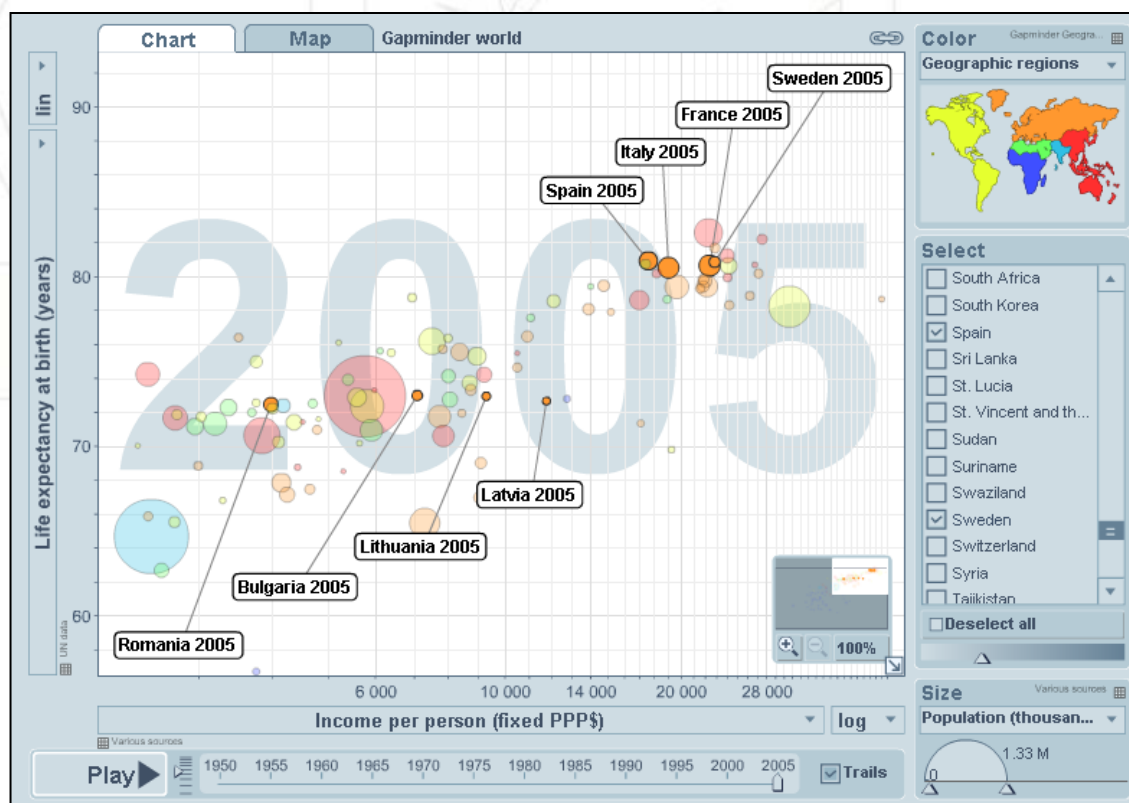 Chart
Map
Gapminder world
Color
Gapminder Geogra...
Geographic regions
lin
Life expectancy at birth (years)
UN data
90
80
70
60
2005
Sweden 2005
France 2005
Italy 2005
Spain 2005
Latvia 2005
Lithuania 2005
Bulgaria 2005
Romania 2005
100%
6 000
10 000
14 000
20 000
28 000
Income per person (fixed PPP$)
log
Various sources
Select
South Africa
South Korea
Spain
Sri Lanka
St. Lucia
St. Vincent and th...
Sudan
Suriname
Swaziland
Sweden
Switzerland
Syria
Tajikistan
Deselect all
Size
Various sources
Population (thousan...
1.33 M
0
Play
1950 1955 1960 1965 1970 1975 1980 1985 1990 1995 2000 2005
Trails